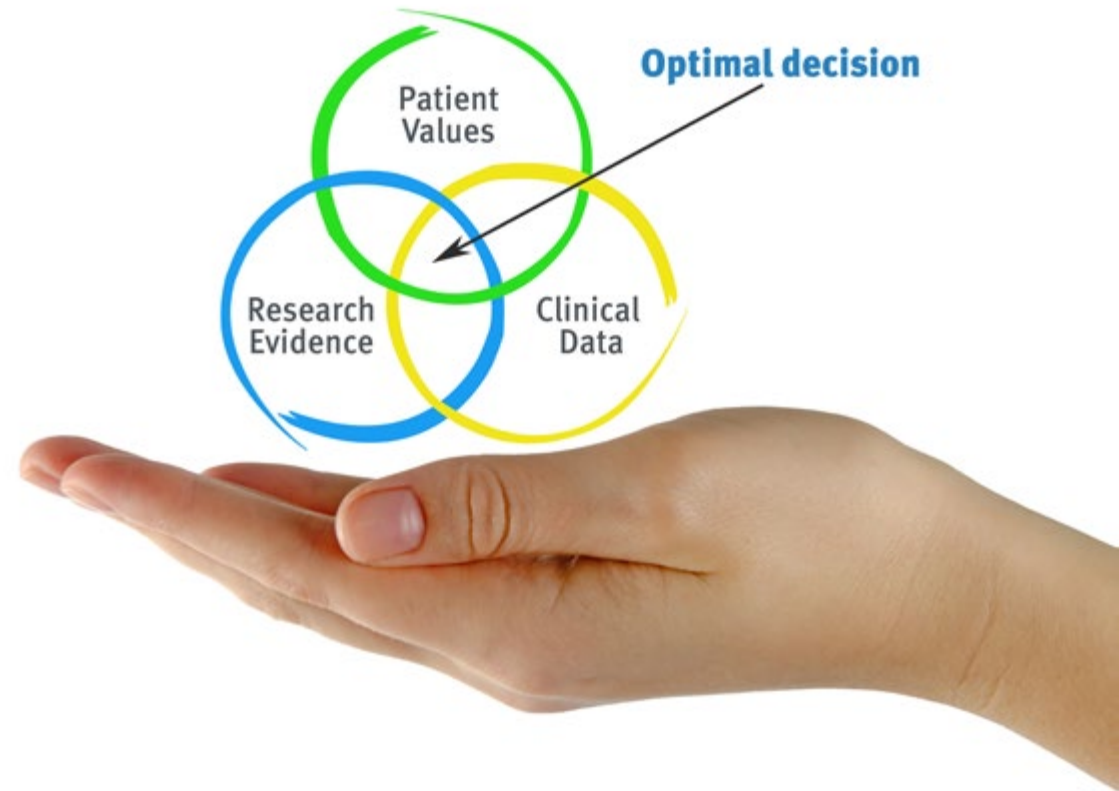 Optimal decision
Patient
Values
Research
Evidence
Clinical
Data